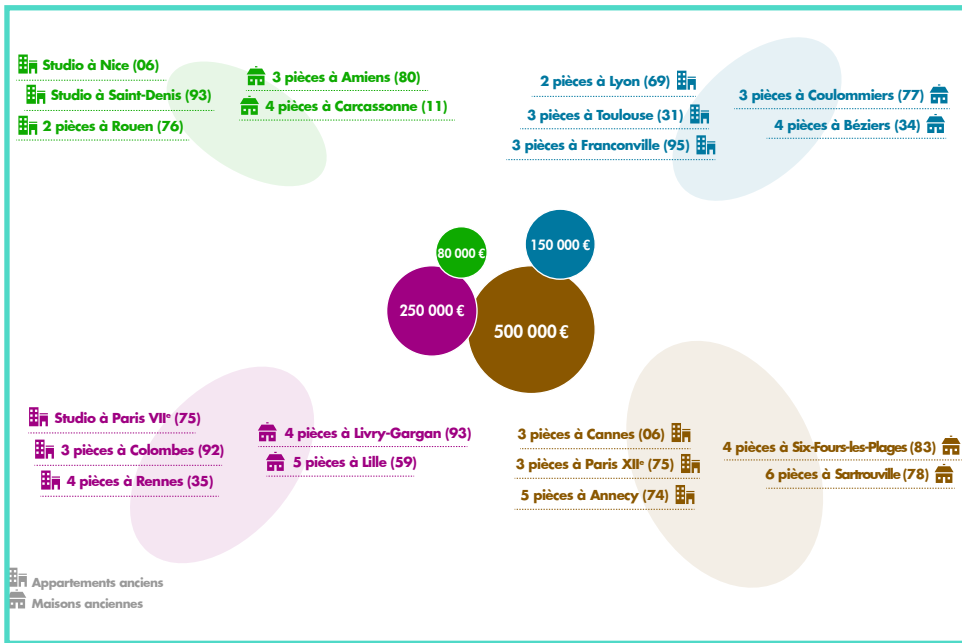 Studio à Nice (06)
Studio à Saint-Denis (93)
2 pièces à Rouen (76)
3 pièces à Amiens (80)
4 pièces à Carcassonne (11)
2 pièces à Lyon (69)
3 pièces à Toulouse (31)
3 pièces à Franconville (95)
3 pièces à Coulommiers (77)
4 pièces à Béziers (34)
80 000 €
150 000 €
250 000 €
500 000 €
Studio à Paris VIIᵉ (75)
3 pièces à Colombes (92)
4 pièces à Rennes (35)
4 pièces à Livry-Gargan (93)
5 pièces à Lille (59)
3 pièces à Cannes (06)
3 pièces à Paris XIIᵉ (75)
5 pièces à Annecy (74)
4 pièces à Six-Fours-les-Plages (83)
6 pièces à Sartrouville (78)
Appartements anciens
Maisons anciennes